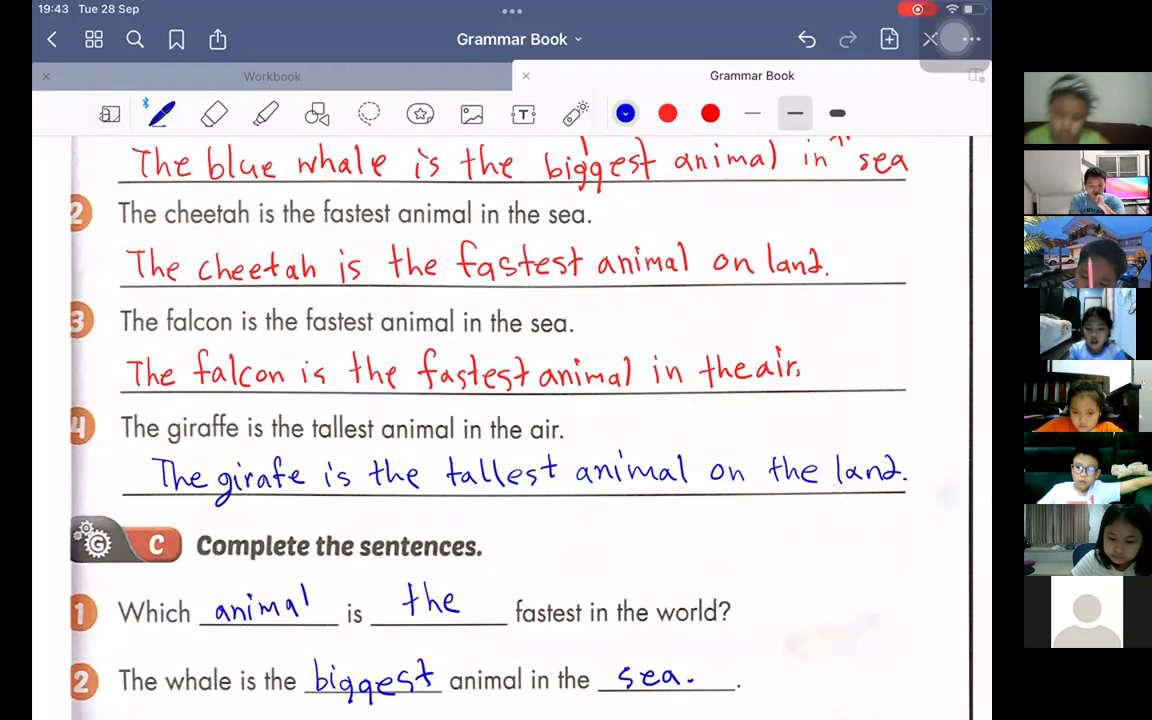 19:43 Tue 28 Sep
Grammar Book
Workbook
Grammar Book
The blue whale is the biggest animal in sea
2 The cheetah is the fastest animal in the sea.
The cheetah is the fastest animal on land.
3 The falcon is the fastest animal in the sea.
The falcon is the fastest animal in the air.
4 The giraffe is the tallest animal in the air.
The girafe is the tallest animal on the land.
G C Complete the sentences.
1 Which animal is the fastest in the world?
2 The whale is the biggest animal in the sea. .